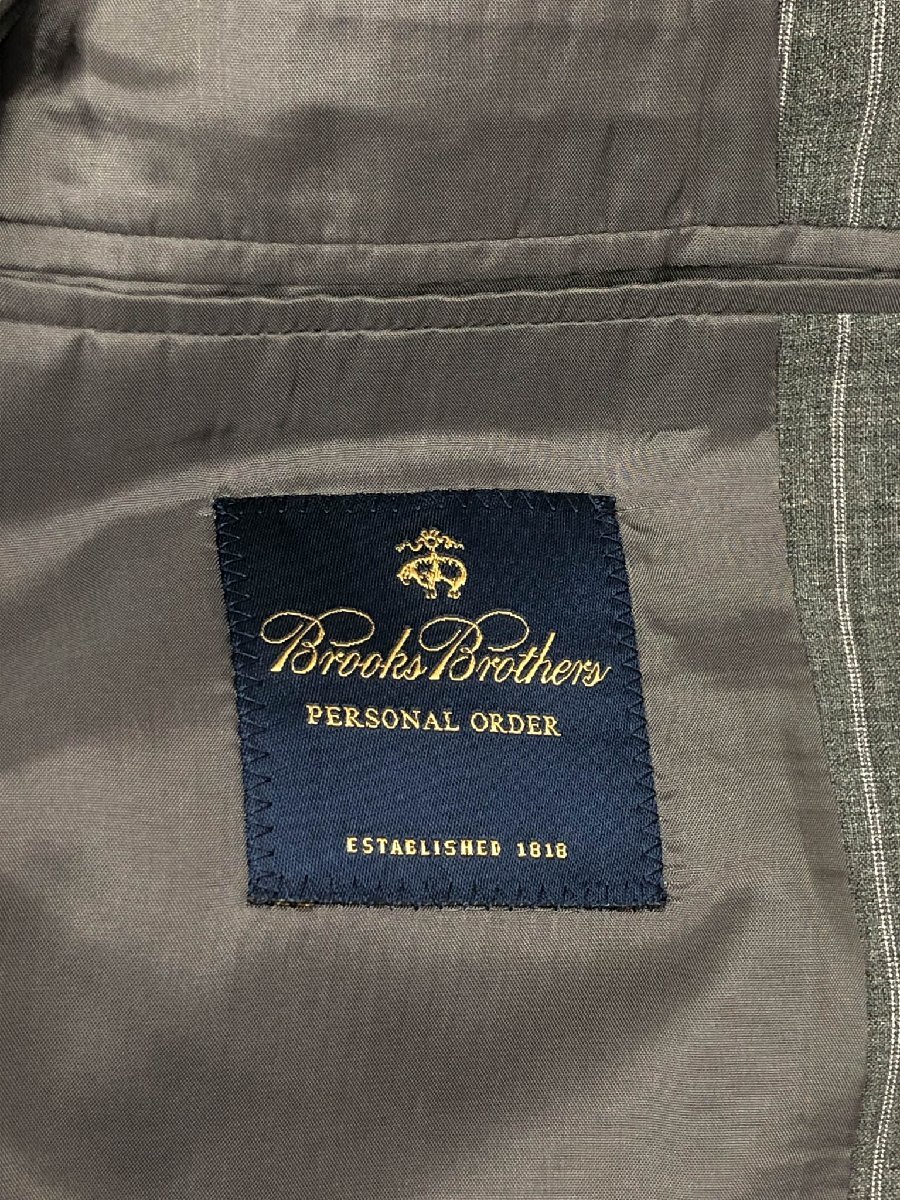 Brooks Brothers
PERSONAL ORDER
ESTABLISHED 1818